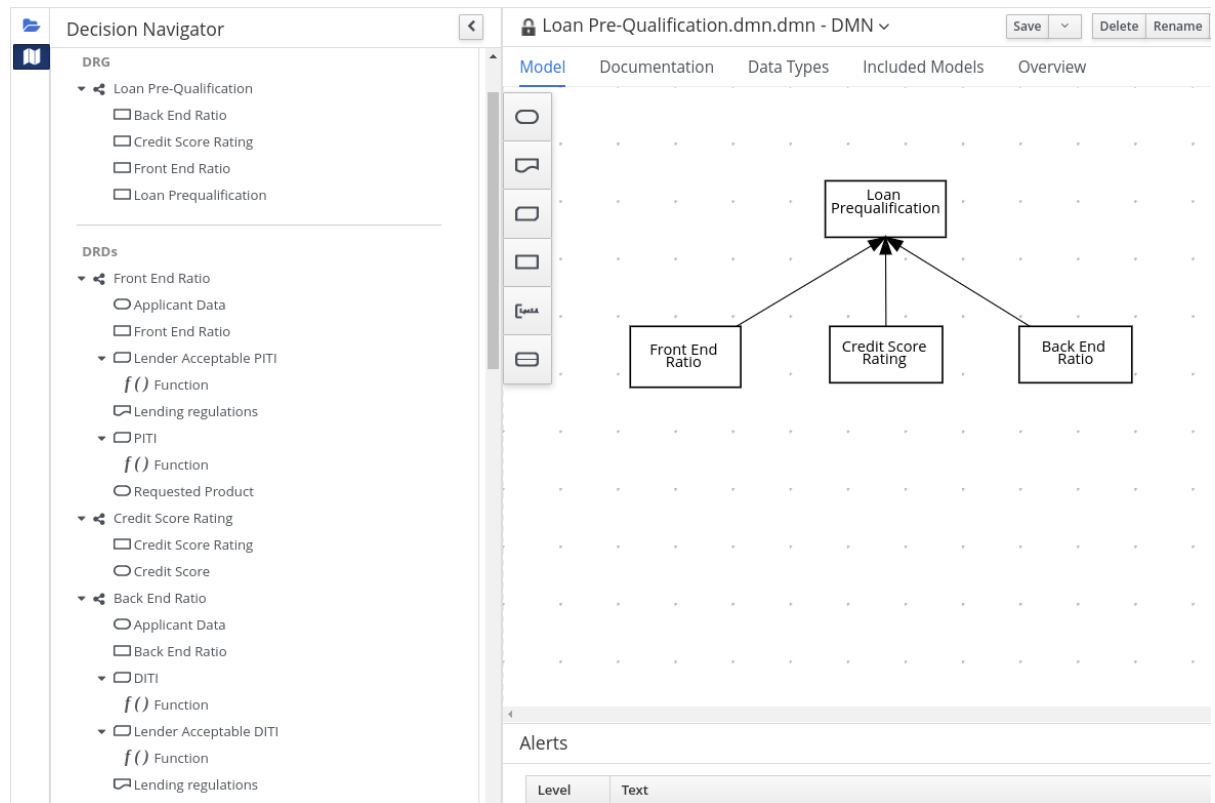 Decision Navigator
DRG
Loan Pre-Qualification
Back End Ratio
Credit Score Rating
Front End Ratio
Loan Prequalification
DRDs
Front End Ratio
Applicant Data
Front End Ratio
Lender Acceptable PITI
f ( ) Function
Lending regulations
PITI
f ( ) Function
Requested Product
Credit Score Rating
Credit Score Rating
Credit Score
Back End Ratio
Applicant Data
Back End Ratio
DITI
f ( ) Function
Lender Acceptable DITI
f ( ) Function
Lending regulations
Loan Pre-Qualification.dmn.dmn - DMN
Save Delete Rename
Model Documentation Data Types Included Models Overview
Loan
Prequalification
Front End
Ratio
Credit Score
Rating
Back End
Ratio
Alerts
Level Text